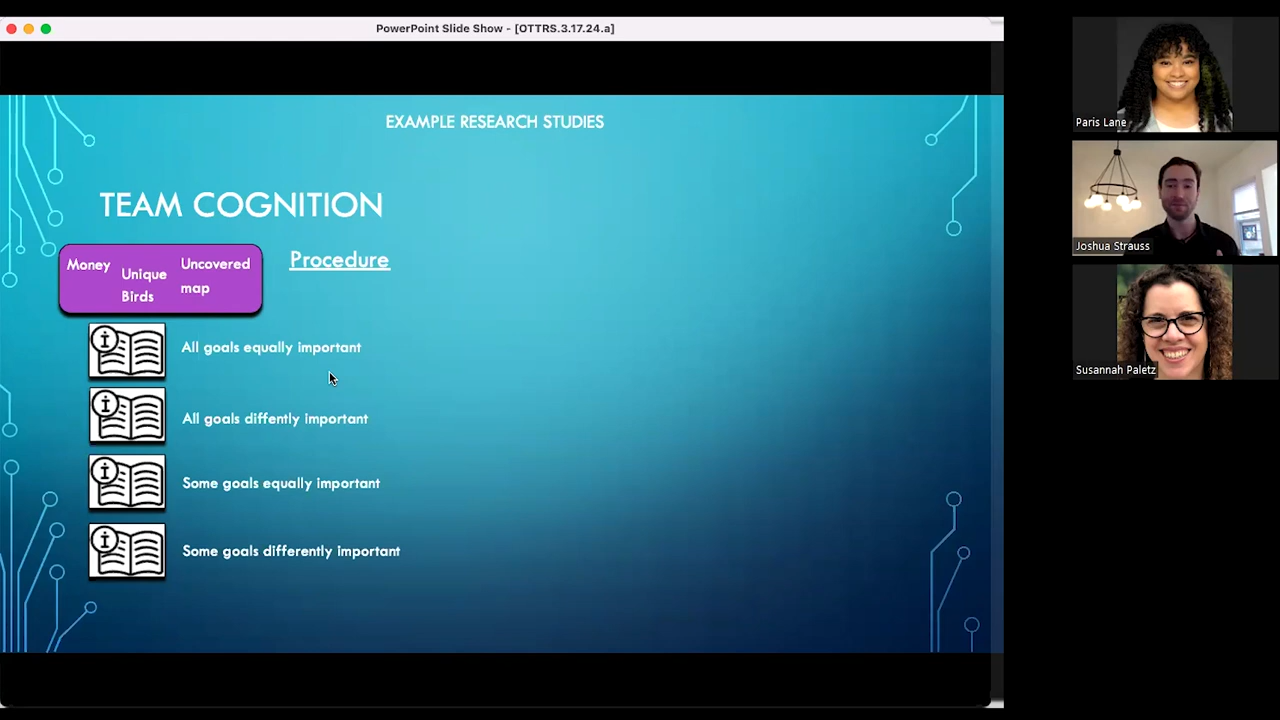 PowerPoint Slide Show - [OTTRS.3.17.24.a]
EXAMPLE RESEARCH STUDIES
TEAM COGNITION
Money
Unique
Birds
Uncovered
map
Procedure
All goals equally important
All goals diffently important
Some goals equally important
Some goals differently important
Paris Lane
Joshua Strauss
Susannah Paletz